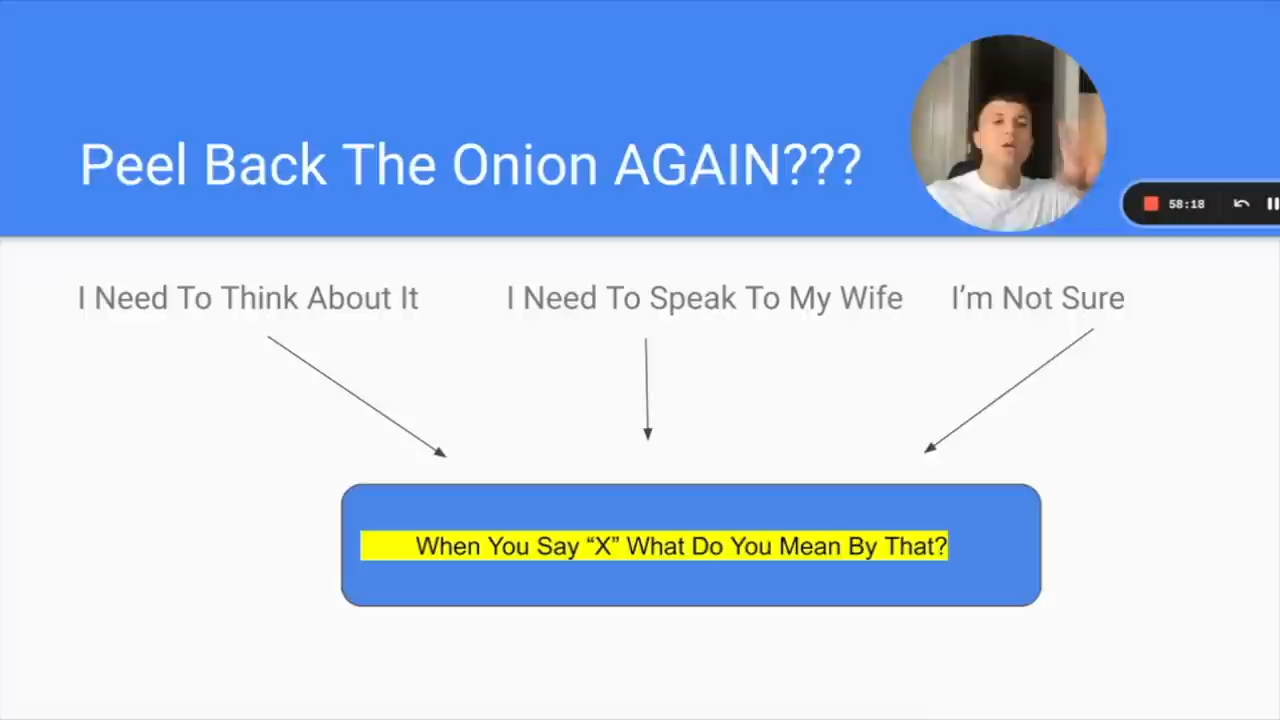 Peel Back The Onion AGAIN???
58:18
I Need To Think About It
I Need To Speak To My Wife
I’m Not Sure
When You Say “X” What Do You Mean By That?